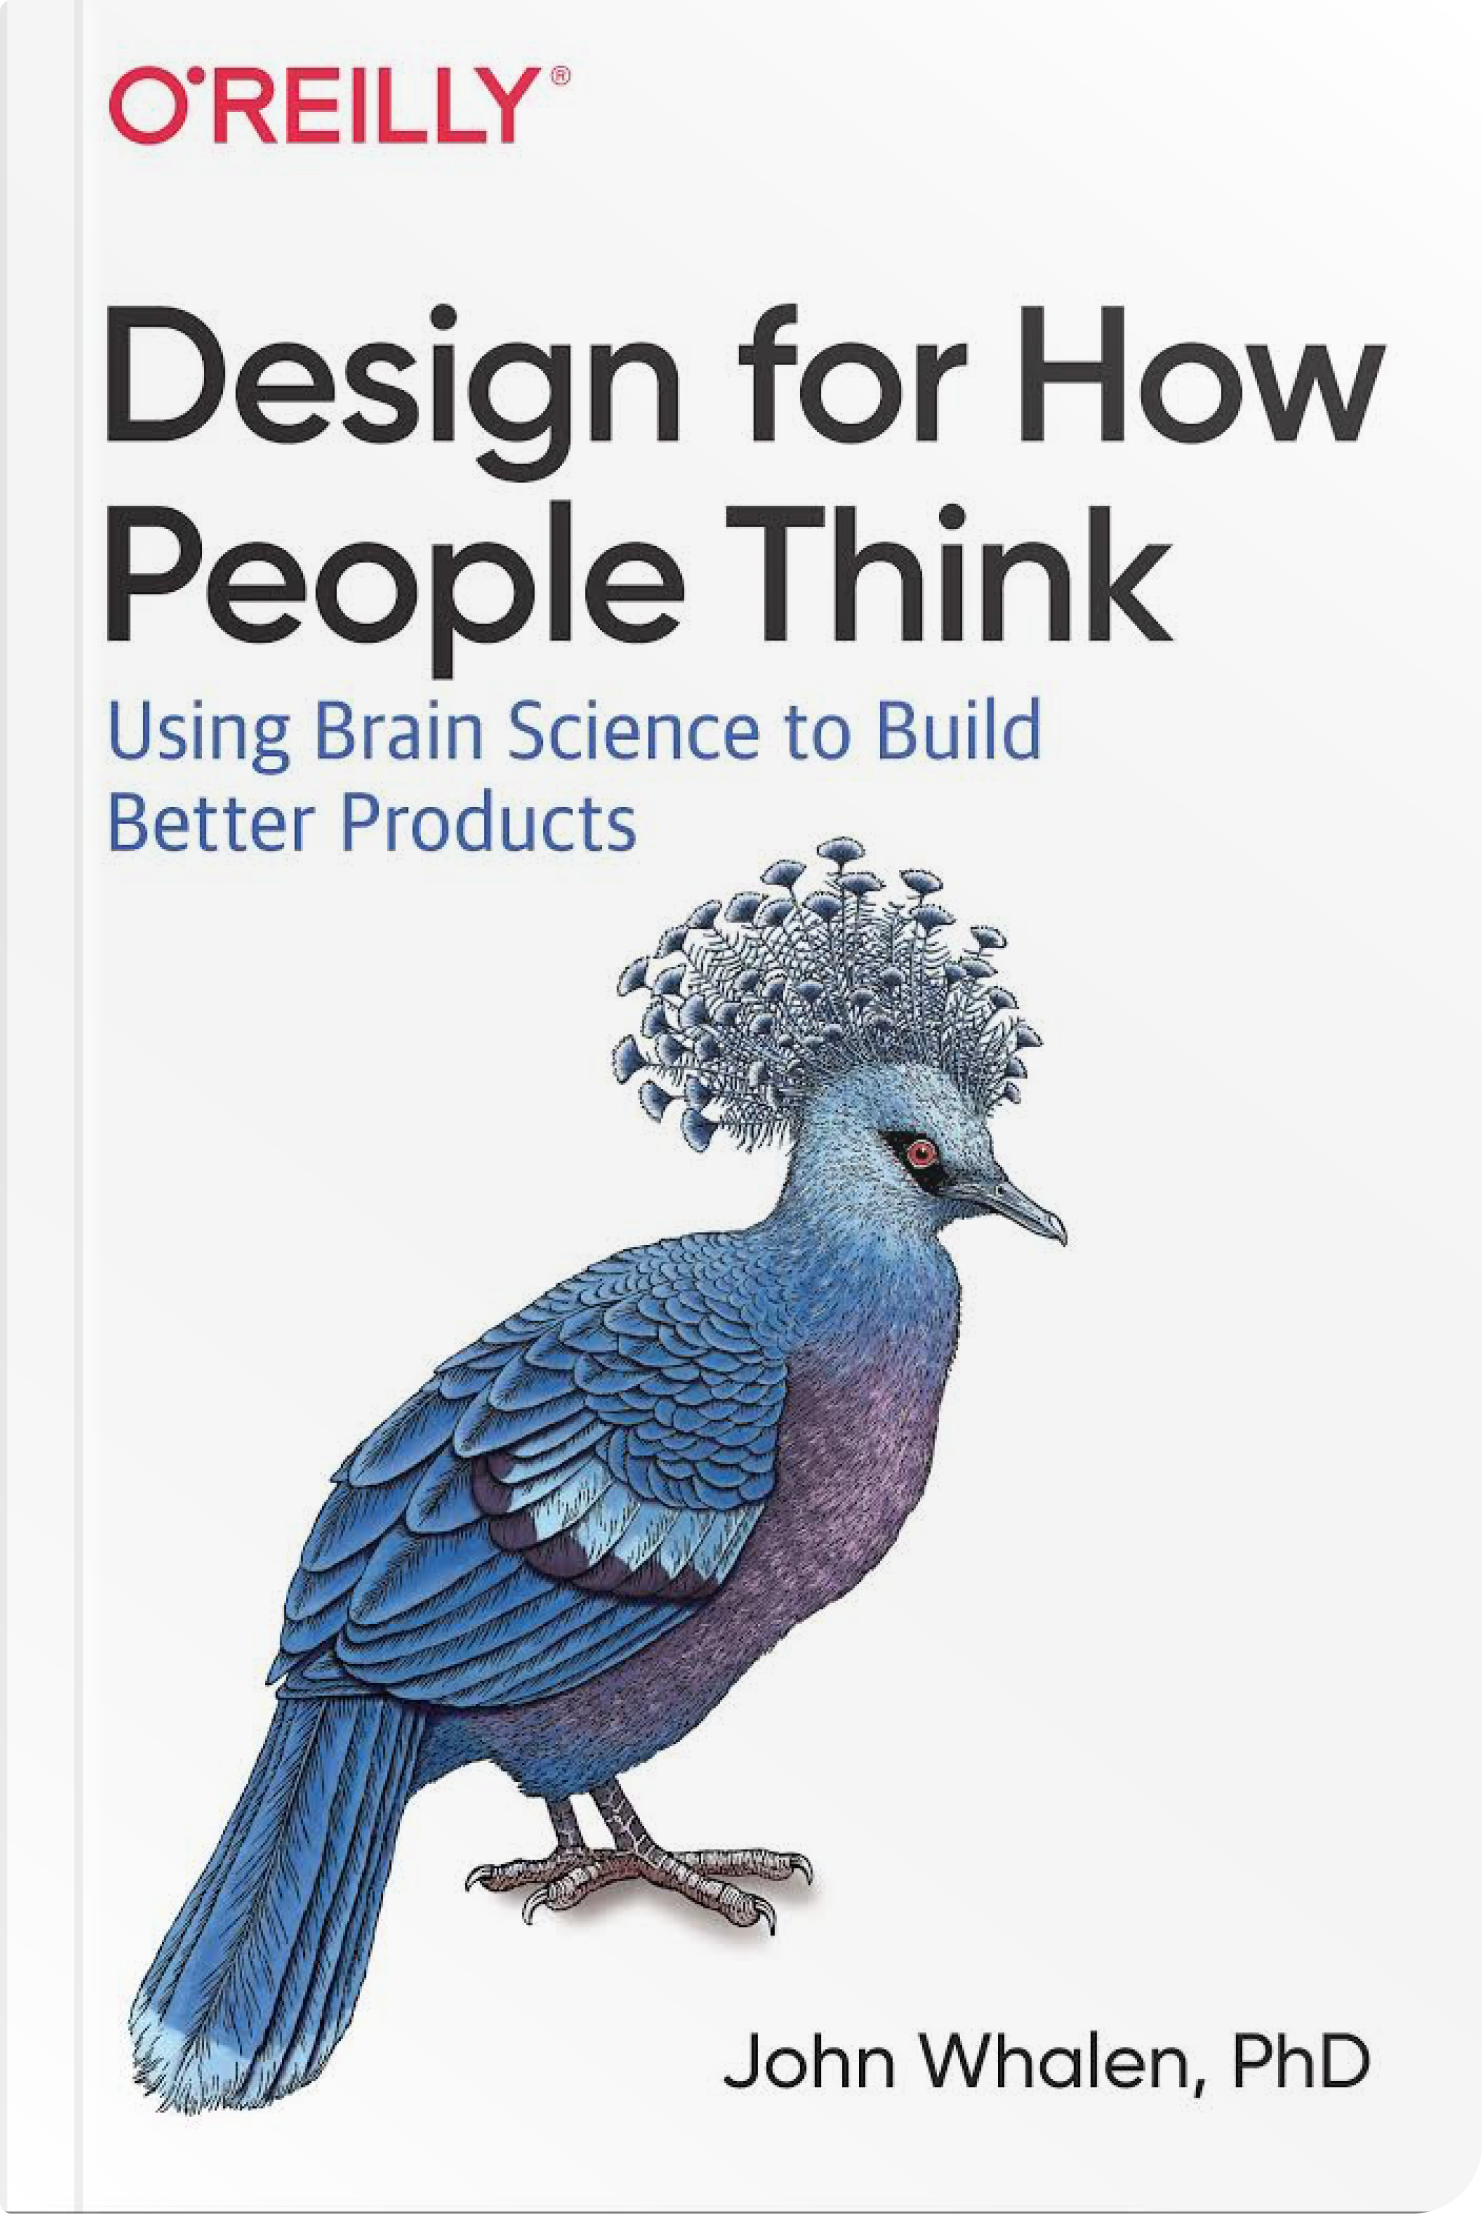 O'REILLY®
Design for How
People Think
Using Brain Science to Build
Better Products
John Whalen, PhD